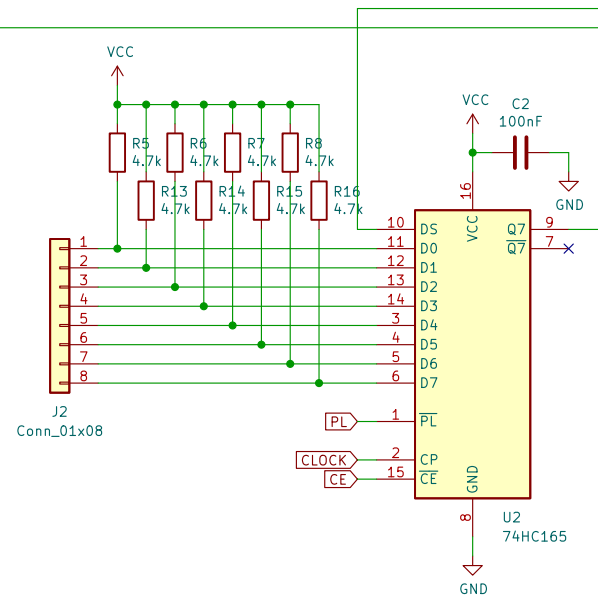 VCC
VCC
C2
100nF
R5
4.7k
R6
4.7k
R7
4.7k
R8
4.7k
R13
4.7k
R14
4.7k
R15
4.7k
R16
4.7k
GND
16
VCC
10 DS
11 D0
12 D1
13 D2
14 D3
3 D4
4 D5
5 D6
6 D7
Q7 9
Q7 7
1
2
3
4
5
6
7
8
J2
Conn_01x08
PL 1 PL
CLOCK 2 CP
CE 15 CE
GND
8
U2
74HC165
GND